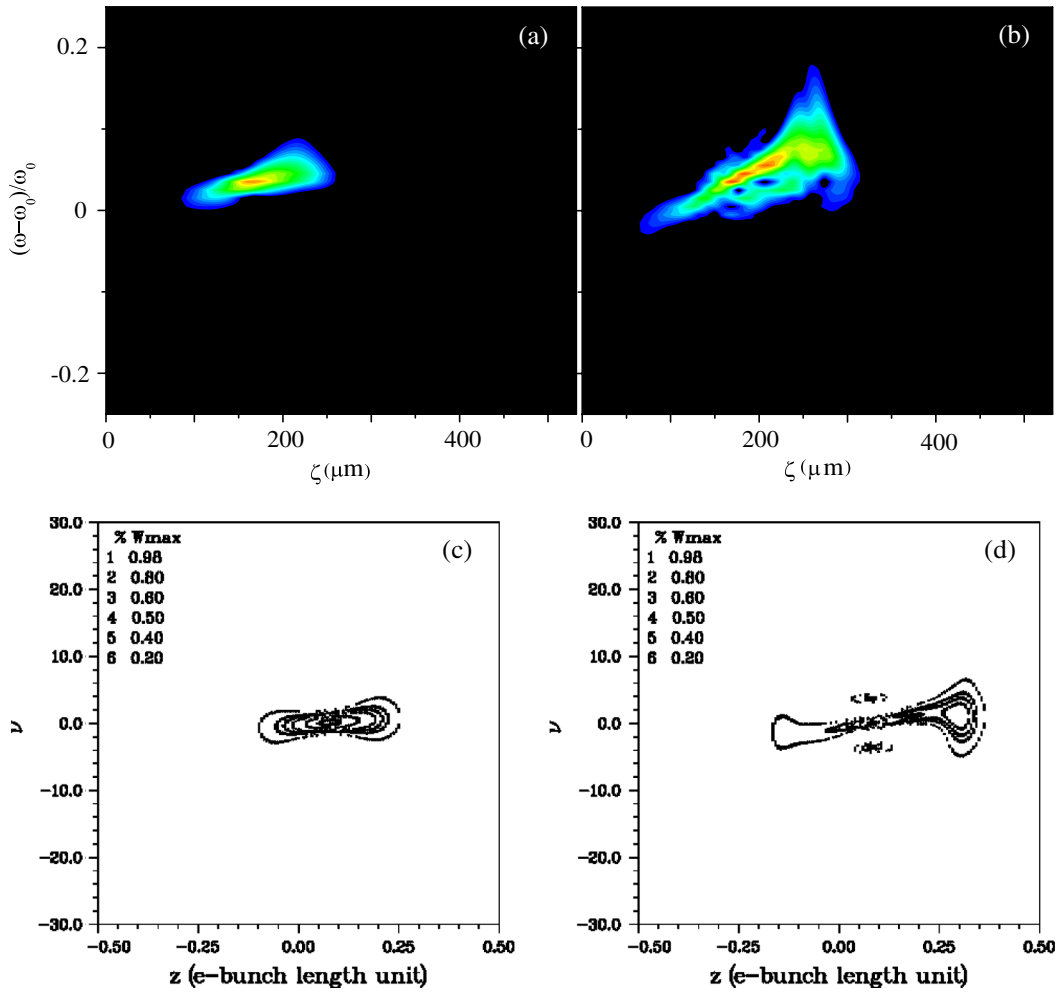 (a)
(b)
0.2
0
-0.2
(ω−ω₀)/ω₀
0 200 400
0 200 400
ζ (μm)
ζ (μm)
(c)
30.0
20.0
10.0
0.0
−10.0
−20.0
−30.0
% Wmax
1 0.98
2 0.80
3 0.60
4 0.50
5 0.40
6 0.20
ν
−0.50 −0.25 0.00 0.25 0.50
z (e−bunch length unit)
(d)
30.0
20.0
10.0
0.0
−10.0
−20.0
−30.0
% Wmax
1 0.98
2 0.80
3 0.60
4 0.50
5 0.40
6 0.20
ν
−0.50 −0.25 0.00 0.25 0.50
z (e−bunch length unit)